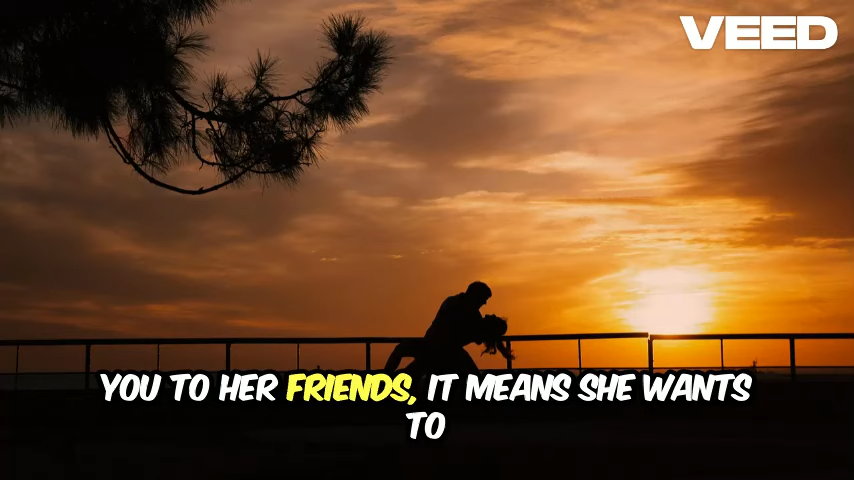 VEED
YOU TO HER FRIENDS, IT MEANS SHE WANTS
TO